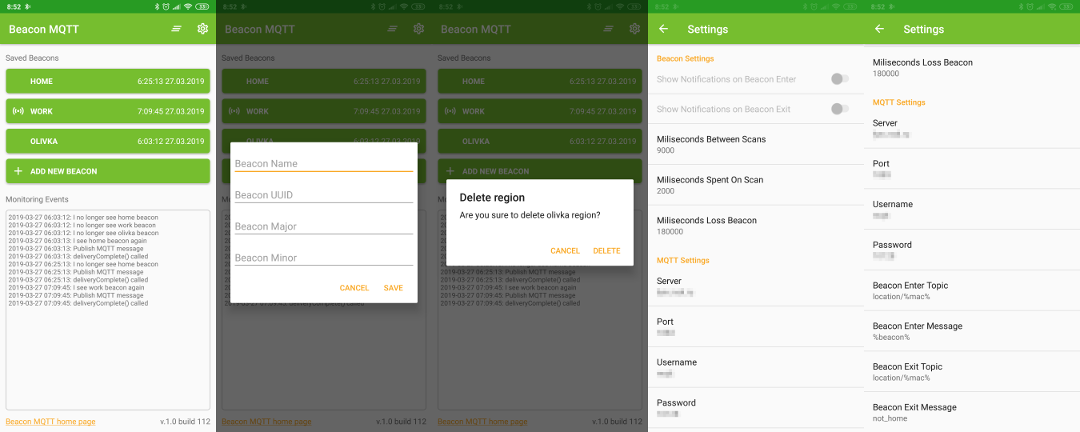 8:52
Beacon MQTT
Saved Beacons
HOME 6:25:13 27.03.2019
WORK 7:09:45 27.03.2019
OLIVKA 6:03:12 27.03.2019
ADD NEW BEACON
Monitoring Events
2019-03-27 06:03:12: I no longer see home beacon
2019-03-27 06:03:12: I no longer see work beacon
2019-03-27 06:03:12: I no longer see olivka beacon
2019-03-27 06:03:13: I see home beacon again
2019-03-27 06:03:13: Publish MQTT message
2019-03-27 06:03:13: deliveryComplete() called
2019-03-27 06:25:13: I no longer see home beacon
2019-03-27 06:25:13: Publish MQTT message
2019-03-27 06:25:13: deliveryComplete() called
2019-03-27 07:09:45: I see work beacon again
2019-03-27 07:09:45: Publish MQTT message
2019-03-27 07:09:45: deliveryComplete() called
Beacon MQTT home page v.1.0 build 112
8:52
Beacon MQTT
Saved Beacons
HOME 6:25:13 27.03.2019
WORK 7:09:45 27.03.2019
OLIVKA 6:03:12 27.03.2019
Beacon Name
Beacon UUID
Beacon Major
Beacon Minor
CANCEL SAVE
2019-03-27 07:09:45: deliveryComplete() called
Beacon MQTT home page v.1.0 build 112
8:52
Beacon MQTT
Saved Beacons
HOME 6:25:13 27.03.2019
WORK 7:09:45 27.03.2019
OLIVKA 6:03:12 27.03.2019
ADD NEW BEACON
Delete region
Are you sure to delete olivka region?
CANCEL DELETE
2019-03-27 06:25:13: Publish MQTT message
2019-03-27 06:25:13: deliveryComplete() called
2019-03-27 07:09:45: I see work beacon again
2019-03-27 07:09:45: Publish MQTT message
2019-03-27 07:09:45: deliveryComplete() called
Beacon MQTT home page v.1.0 build 112
8:52
Settings
Beacon Settings
Show Notifications on Beacon Enter
Show Notifications on Beacon Exit
Miliseconds Between Scans
9000
Miliseconds Spent On Scan
2000
Miliseconds Loss Beacon
180000
MQTT Settings
Server
Port
Username
Password
8:52
Settings
Miliseconds Loss Beacon
180000
MQTT Settings
Server
Port
Username
Password
Beacon Enter Topic
location/%mac%
Beacon Enter Message
%beacon%
Beacon Exit Topic
location/%mac%
Beacon Exit Message
not_home